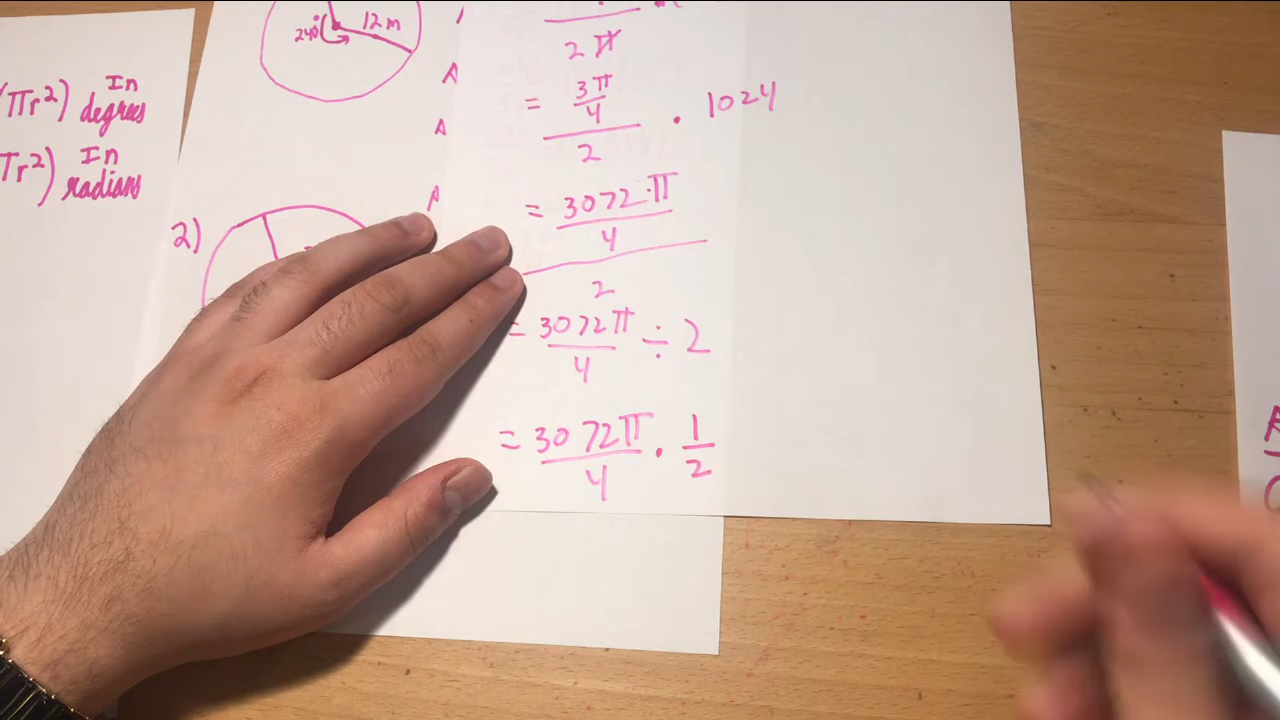 πr²) In
degrees
πr²) In
radians
240°
12 m
A
A
A
2)
2π
= 3π/4 / 2 · 1024
= 3072·π/4
2
= 3072π/4 ÷ 2
= 3072π/4 · 1/2